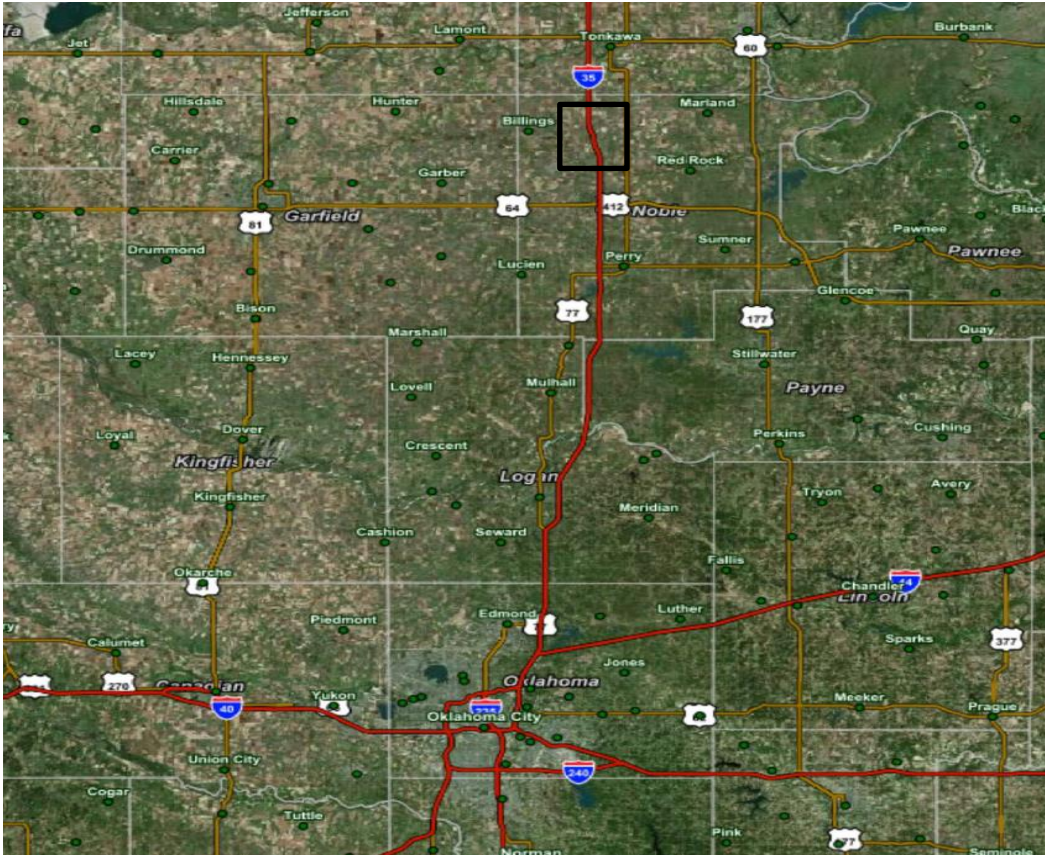 Jefferson
fa
Lamont
Burbank
Jet
Tonkawa
60
35
Hillsdale
Hunter
Marland
Billings
Carrier
Red Rock
Garber
64
412
Noble
Garfield
81
Black
Pawnee
Drummond
Sumner
Pawnee
Lucien
Perry
Glencoe
Bison
77
177
Marshall
Quay
Lacey
Hennessey
Stillwater
Mulhall
Lovell
Payne
Dover
Cushing
Loyal
Perkins
Crescent
Kingfisher
Logan
Avery
Kingfisher
Tryon
Meridian
Cashion
Seward
Fallis
Okarche
Chandler
Lincoln
Edmond
Luther
Piedmont
Calumet
Sparks
377
Jones
270
Canadian
Oklahoma
Yukon
Meeker
40
235
Prague
Oklahoma City
Union City
240
Cogar
Tuttle
Pink
Norman
Seminole